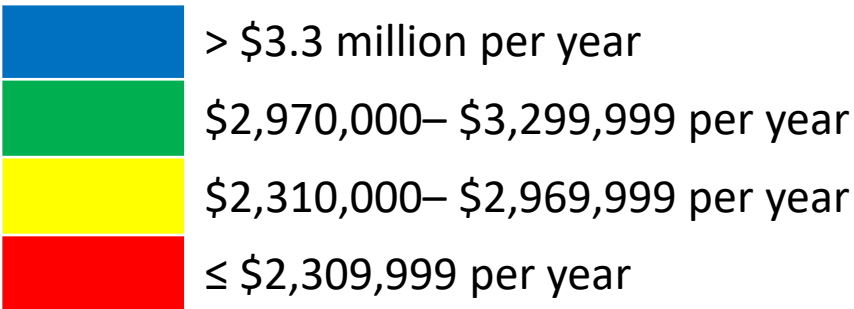 > $3.3 million per year
$2,970,000– $3,299,999 per year
$2,310,000– $2,969,999 per year
≤ $2,309,999 per year